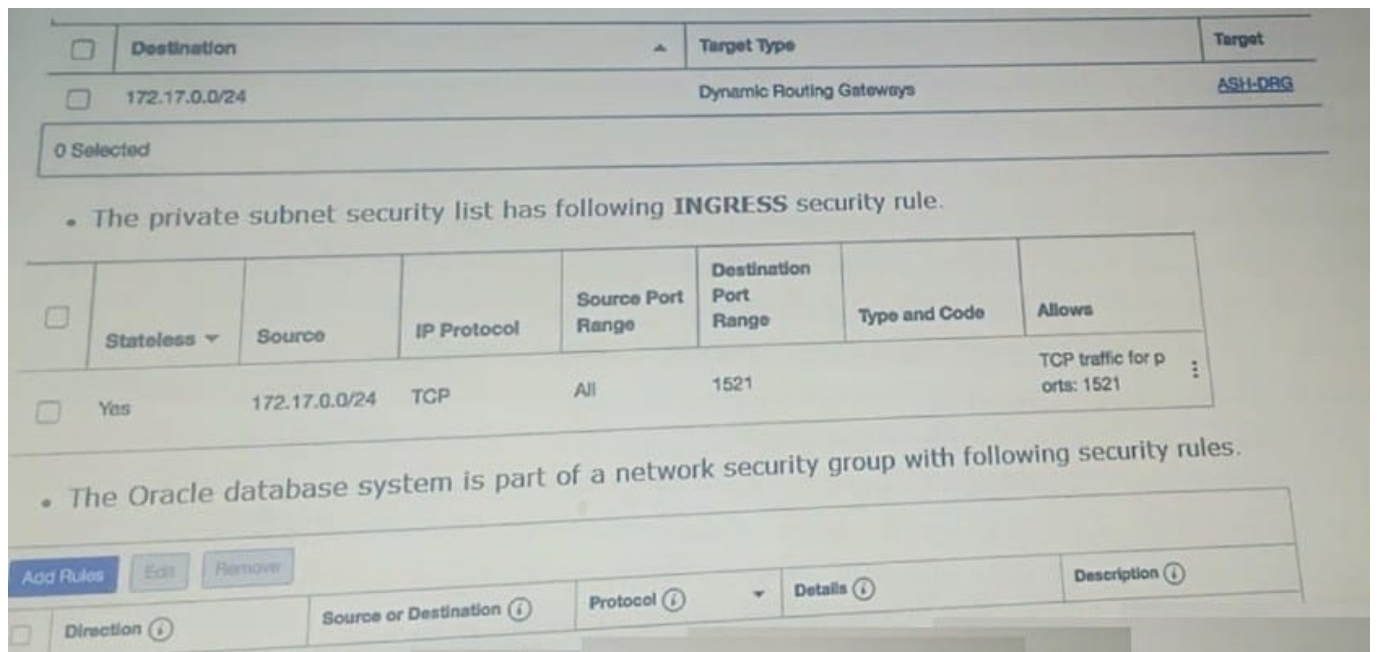 Destination Target Type Target
172.17.0.0/24 Dynamic Routing Gateways ASH-DRG
0 Selected
• The private subnet security list has following INGRESS security rule.
Stateless Source IP Protocol Source Port Range Destination Port Range Type and Code Allows
Yes 172.17.0.0/24 TCP All 1521 TCP traffic for p
orts: 1521
• The Oracle database system is part of a network security group with following security rules.
Add Rules Edit Remove
Direction Source or Destination Protocol Details Description